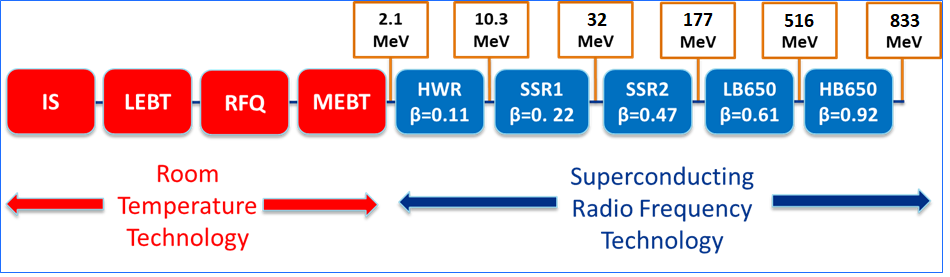 2.1
MeV
10.3
MeV
32
MeV
177
MeV
516
MeV
833
MeV
IS
LEBT
RFQ
MEBT
HWR
β=0.11
SSR1
β=0. 22
SSR2
β=0.47
LB650
β=0.61
HB650
β=0.92
Room
Temperature
Technology
Superconducting
Radio Frequency
Technology